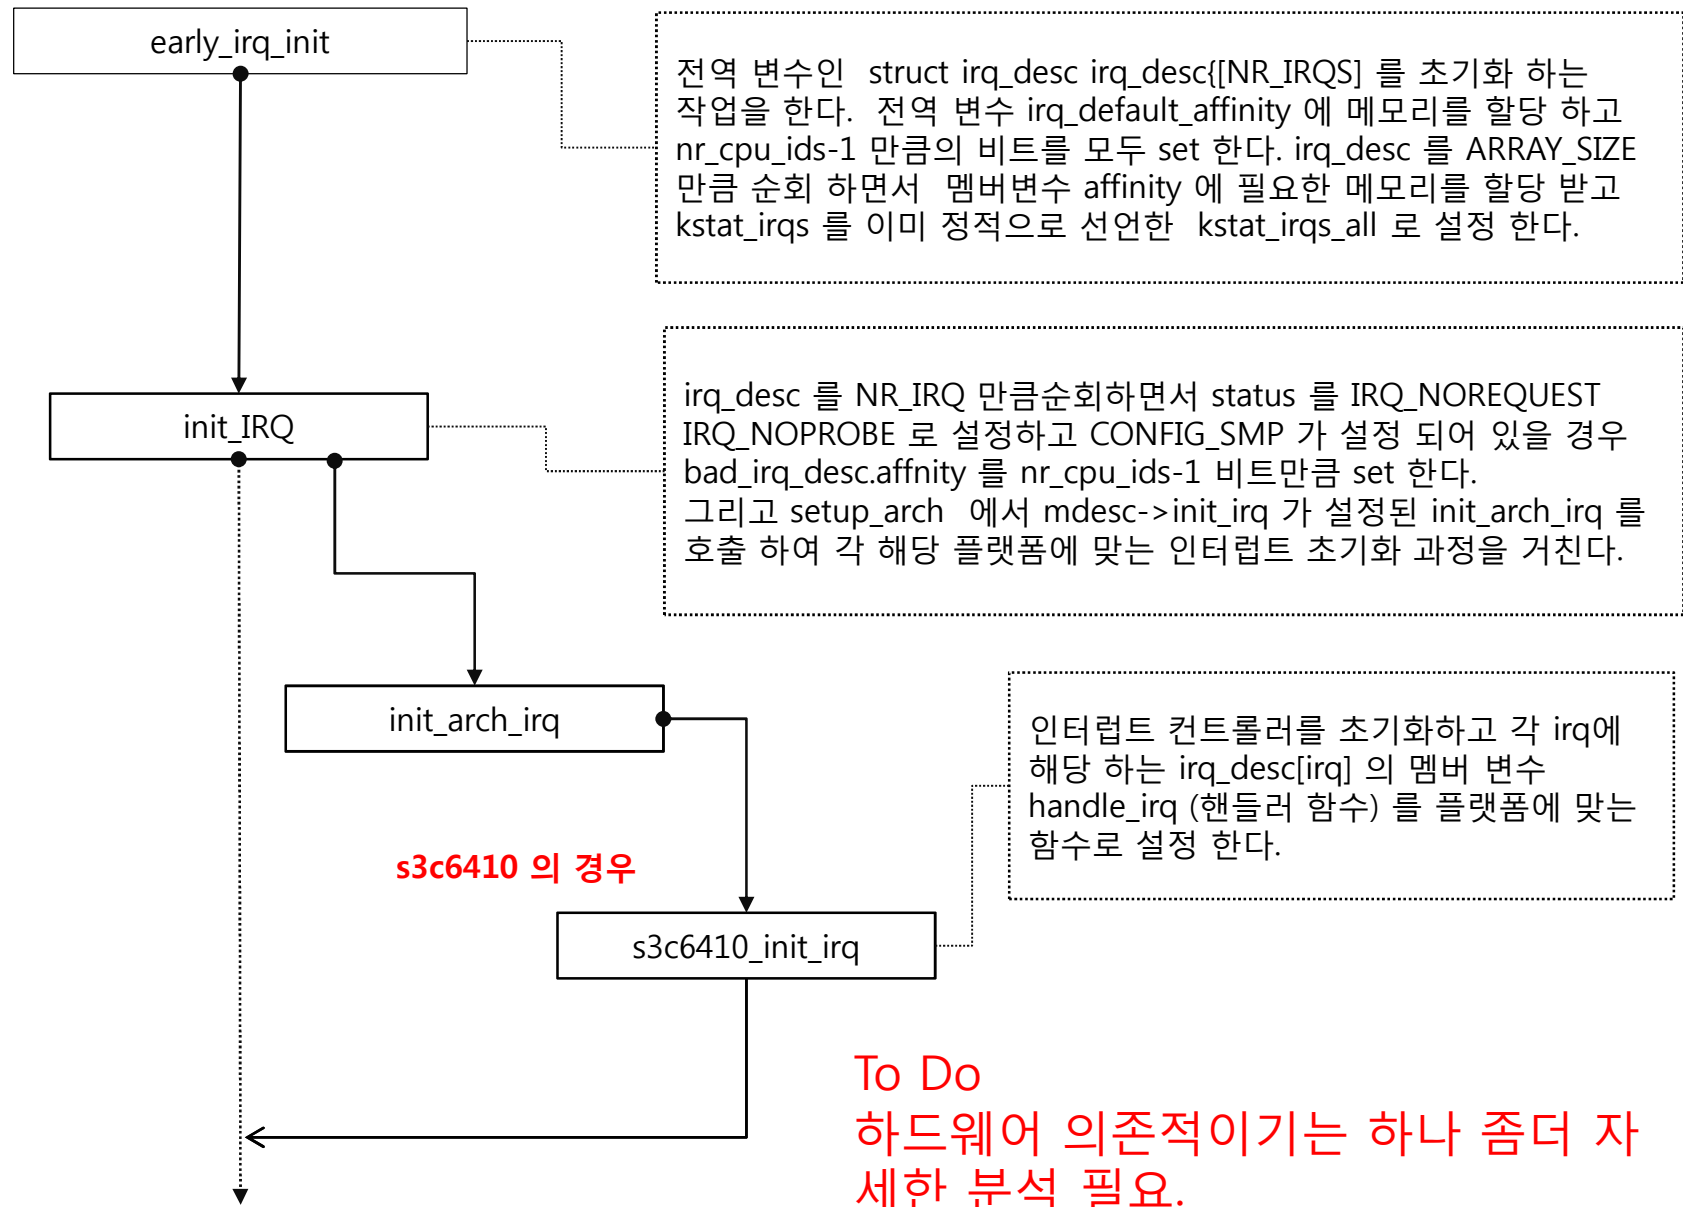 early_irq_init
전역 변수인 struct irq_desc irq_desc{[NR_IRQS] 를 초기화 하는
작업을 한다. 전역 변수 irq_default_affinity 에 메모리를 할당 하고
nr_cpu_ids-1 만큼의 비트를 모두 set 한다. irq_desc 를 ARRAY_SIZE
만큼 순회 하면서 멤버변수 affinity 에 필요한 메모리를 할당 받고
kstat_irqs 를 이미 정적으로 선언한 kstat_irqs_all 로 설정 한다.
init_IRQ
irq_desc 를 NR_IRQ 만큼순회하면서 status 를 IRQ_NOREQUEST
IRQ_NOPROBE 로 설정하고 CONFIG_SMP 가 설정 되어 있을 경우
bad_irq_desc.affnity 를 nr_cpu_ids-1 비트만큼 set 한다.
그리고 setup_arch 에서 mdesc->init_irq 가 설정된 init_arch_irq 를
호출 하여 각 해당 플랫폼에 맞는 인터럽트 초기화 과정을 거친다.
init_arch_irq
인터럽트 컨트롤러를 초기화하고 각 irq에
해당 하는 irq_desc[irq] 의 멤버 변수
handle_irq (핸들러 함수) 를 플랫폼에 맞는
함수로 설정 한다.
s3c6410 의 경우
s3c6410_init_irq
To Do
하드웨어 의존적이기는 하나 좀더 자
세한 분석 필요.